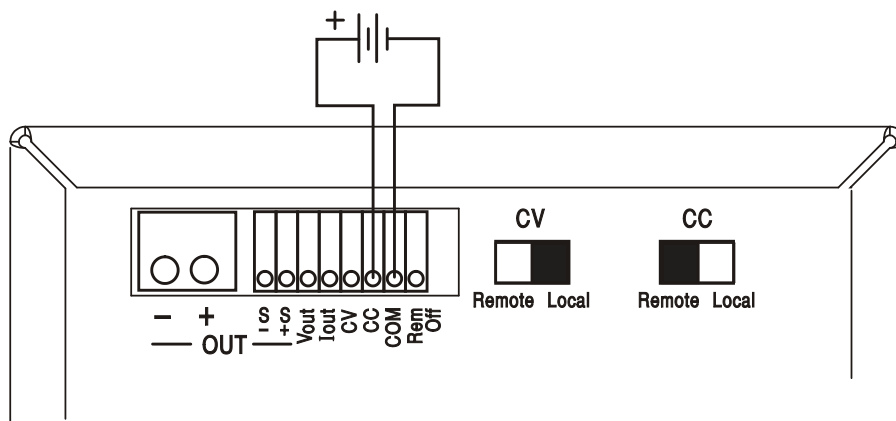 +
CV CC
Remote Local Remote Local
- + S - S + Vout Iout CV CC COM Rem Off
OUT